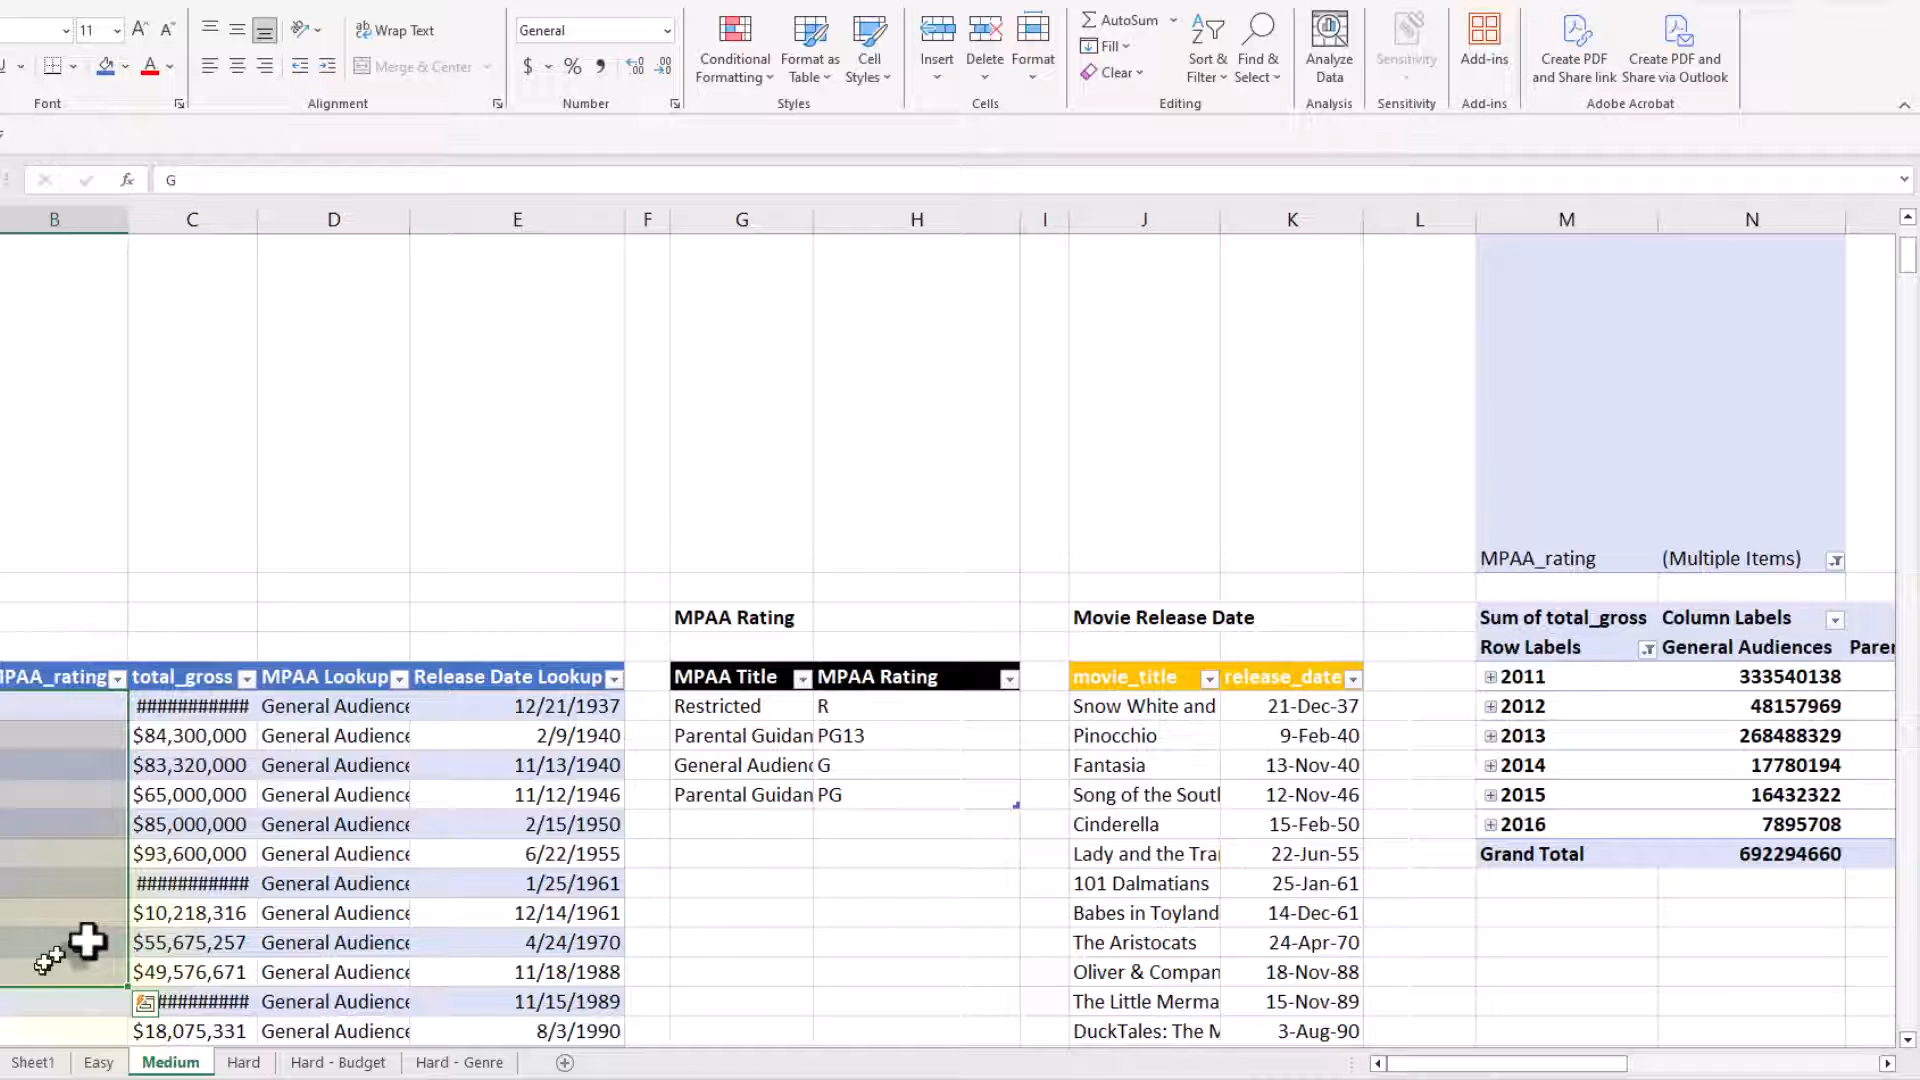 11 Wrap Text General AutoSum
Fill
Clear
Merge & Center
Conditional Formatting Format as Table Cell Styles Insert Delete Format Sort & Filter Find & Select Analyze Data Sensitivity Add-ins Create PDF and Share link Create PDF and Share via Outlook
Font Alignment Number Styles Cells Editing Analysis Sensitivity Add-ins Adobe Acrobat
fx G
B C D E F G H I J K L M N
MPAA_rating (Multiple Items)
MPAA Rating Movie Release Date Sum of total_gross Column Labels
Row Labels General Audiences Paren
MPAA_rating total_gross MPAA Lookup Release Date Lookup MPAA Title MPAA Rating movie_title release_date 2011 333540138
########### General Audience 12/21/1937 Restricted R Snow White and 21-Dec-37 2012 48157969
$84,300,000 General Audience 2/9/1940 Parental Guidan PG13 Pinocchio 9-Feb-40 2013 268488329
$83,320,000 General Audience 11/13/1940 General Audienc G Fantasia 13-Nov-40 2014 17780194
$65,000,000 General Audience 11/12/1946 Parental Guidan PG Song of the Soutl 12-Nov-46 2015 16432322
$85,000,000 General Audience 2/15/1950 Cinderella 15-Feb-50 2016 7895708
$93,600,000 General Audience 6/22/1955 Lady and the Trai 22-Jun-55 Grand Total 692294660
########### General Audience 1/25/1961 101 Dalmatians 25-Jan-61
$10,218,316 General Audience 12/14/1961 Babes in Toyland 14-Dec-61
$55,675,257 General Audience 4/24/1970 The Aristocats 24-Apr-70
$49,576,671 General Audience 11/18/1988 Oliver & Compan 18-Nov-88
######### General Audience 11/15/1989 The Little Merma 15-Nov-89
$18,075,331 General Audience 8/3/1990 DuckTales: The M 3-Aug-90
Sheet1 Easy Medium Hard Hard - Budget Hard - Genre